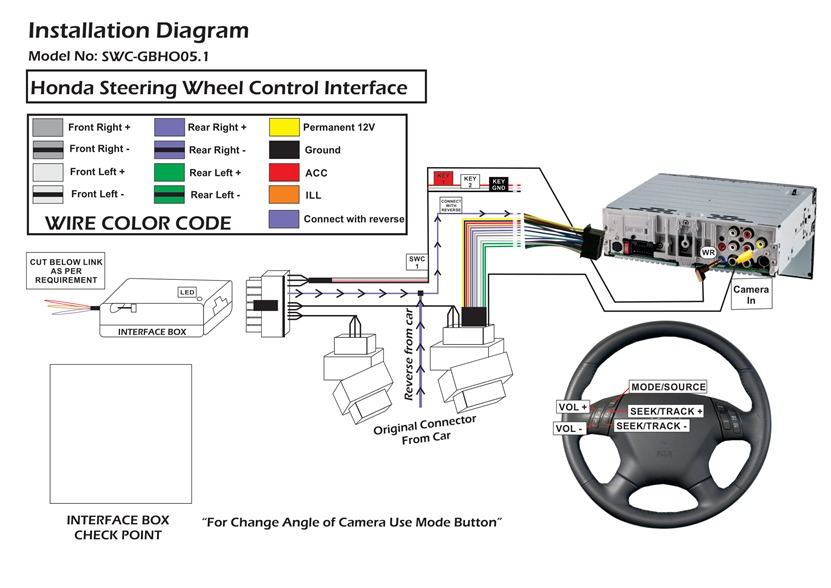 Installation Diagram
Model No: SWC-GBHO05.1
Honda Steering Wheel Control Interface
Front Right +
Rear Right +
Permanent 12V
Front Right -
Rear Right -
Ground
Front Left +
Rear Left +
ACC
Front Left -
Rear Left -
ILL
WIRE COLOR CODE
Connect with reverse
KEY
1
KEY
2
KEY
GND
CONNECT
WITH
REVERSE
SWC
1
WR
Camera
In
CUT BELOW LINK
AS PER
REQUIREMENT
LED
INTERFACE BOX
Reverse from car
Original Connector
From Car
MODE/SOURCE
VOL +
SEEK/TRACK +
VOL -
SEEK/TRACK -
INTERFACE BOX
CHECK POINT
“For Change Angle of Camera Use Mode Button”